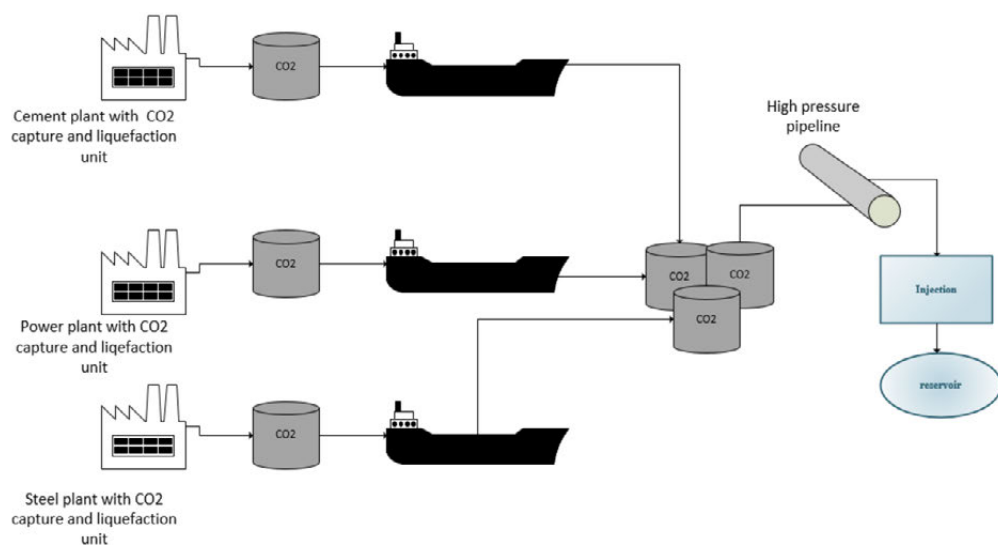 CO2
Cement plant with CO2
capture and liquefaction
unit
High pressure
pipeline
CO2
Power plant with CO2
capture and liqefaction
unit
CO2
CO2
CO2
Injection
reservoir
CO2
Steel plant with CO2
capture and liquefaction
unit